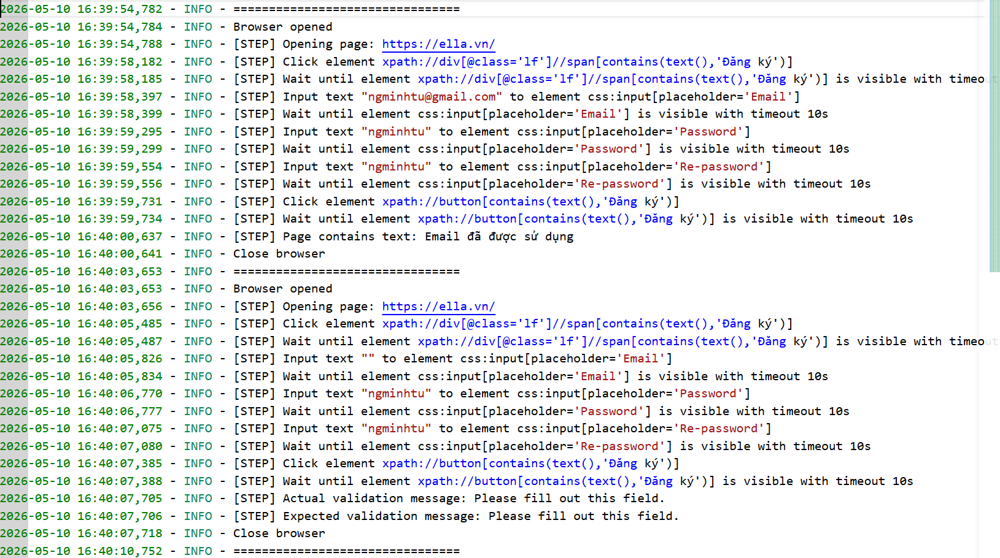 2026-05-10 16:39:54,782 - INFO - ================================
2026-05-10 16:39:54,784 - INFO - Browser opened
2026-05-10 16:39:54,788 - INFO - [STEP] Opening page: https://ella.vn/
2026-05-10 16:39:58,182 - INFO - [STEP] Click element xpath://div[@class='lf']//span[contains(text(),'Đăng ký')]
2026-05-10 16:39:58,185 - INFO - [STEP] Wait until element xpath://div[@class='lf']//span[contains(text(),'Đăng ký')] is visible with timeout
2026-05-10 16:39:58,397 - INFO - [STEP] Input text "ngminhtu@gmail.com" to element css:input[placeholder='Email']
2026-05-10 16:39:58,399 - INFO - [STEP] Wait until element css:input[placeholder='Email'] is visible with timeout 10s
2026-05-10 16:39:59,295 - INFO - [STEP] Input text "ngminhtu" to element css:input[placeholder='Password']
2026-05-10 16:39:59,299 - INFO - [STEP] Wait until element css:input[placeholder='Password'] is visible with timeout 10s
2026-05-10 16:39:59,554 - INFO - [STEP] Input text "ngminhtu" to element css:input[placeholder='Re-password']
2026-05-10 16:39:59,556 - INFO - [STEP] Wait until element css:input[placeholder='Re-password'] is visible with timeout 10s
2026-05-10 16:39:59,731 - INFO - [STEP] Click element xpath://button[contains(text(),'Đăng ký')]
2026-05-10 16:39:59,734 - INFO - [STEP] Wait until element xpath://button[contains(text(),'Đăng ký')] is visible with timeout 10s
2026-05-10 16:40:00,637 - INFO - [STEP] Page contains text: Email đã được sử dụng
2026-05-10 16:40:00,641 - INFO - Close browser
2026-05-10 16:40:03,653 - INFO - ================================
2026-05-10 16:40:03,653 - INFO - Browser opened
2026-05-10 16:40:03,656 - INFO - [STEP] Opening page: https://ella.vn/
2026-05-10 16:40:05,485 - INFO - [STEP] Click element xpath://div[@class='lf']//span[contains(text(),'Đăng ký')]
2026-05-10 16:40:05,487 - INFO - [STEP] Wait until element xpath://div[@class='lf']//span[contains(text(),'Đăng ký')] is visible with timeout
2026-05-10 16:40:05,826 - INFO - [STEP] Input text "" to element css:input[placeholder='Email']
2026-05-10 16:40:05,834 - INFO - [STEP] Wait until element css:input[placeholder='Email'] is visible with timeout 10s
2026-05-10 16:40:06,770 - INFO - [STEP] Input text "ngminhtu" to element css:input[placeholder='Password']
2026-05-10 16:40:06,777 - INFO - [STEP] Wait until element css:input[placeholder='Password'] is visible with timeout 10s
2026-05-10 16:40:07,075 - INFO - [STEP] Input text "ngminhtu" to element css:input[placeholder='Re-password']
2026-05-10 16:40:07,080 - INFO - [STEP] Wait until element css:input[placeholder='Re-password'] is visible with timeout 10s
2026-05-10 16:40:07,385 - INFO - [STEP] Click element xpath://button[contains(text(),'Đăng ký')]
2026-05-10 16:40:07,388 - INFO - [STEP] Wait until element xpath://button[contains(text(),'Đăng ký')] is visible with timeout 10s
2026-05-10 16:40:07,705 - INFO - [STEP] Actual validation message: Please fill out this field.
2026-05-10 16:40:07,706 - INFO - [STEP] Expected validation message: Please fill out this field.
2026-05-10 16:40:07,718 - INFO - Close browser
2026-05-10 16:40:10,752 - INFO - ================================